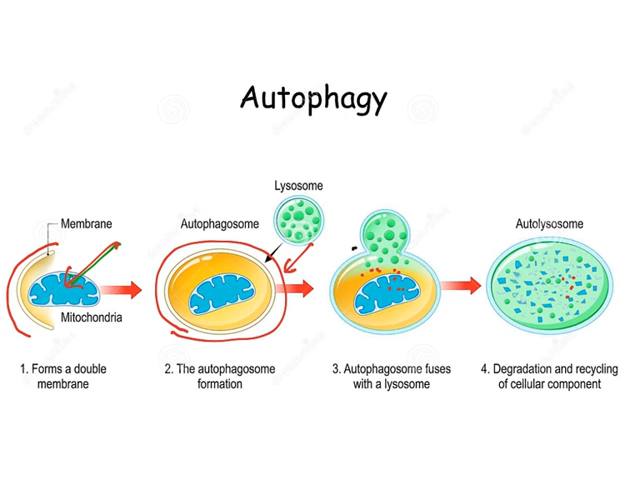 Autophagy
Lysosome
Membrane
Autophagosome
Autolysosome
Mitochondria
1. Forms a double
membrane
2. The autophagosome
formation
3. Autophagosome fuses
with a lysosome
4. Degradation and recycling
of cellular component